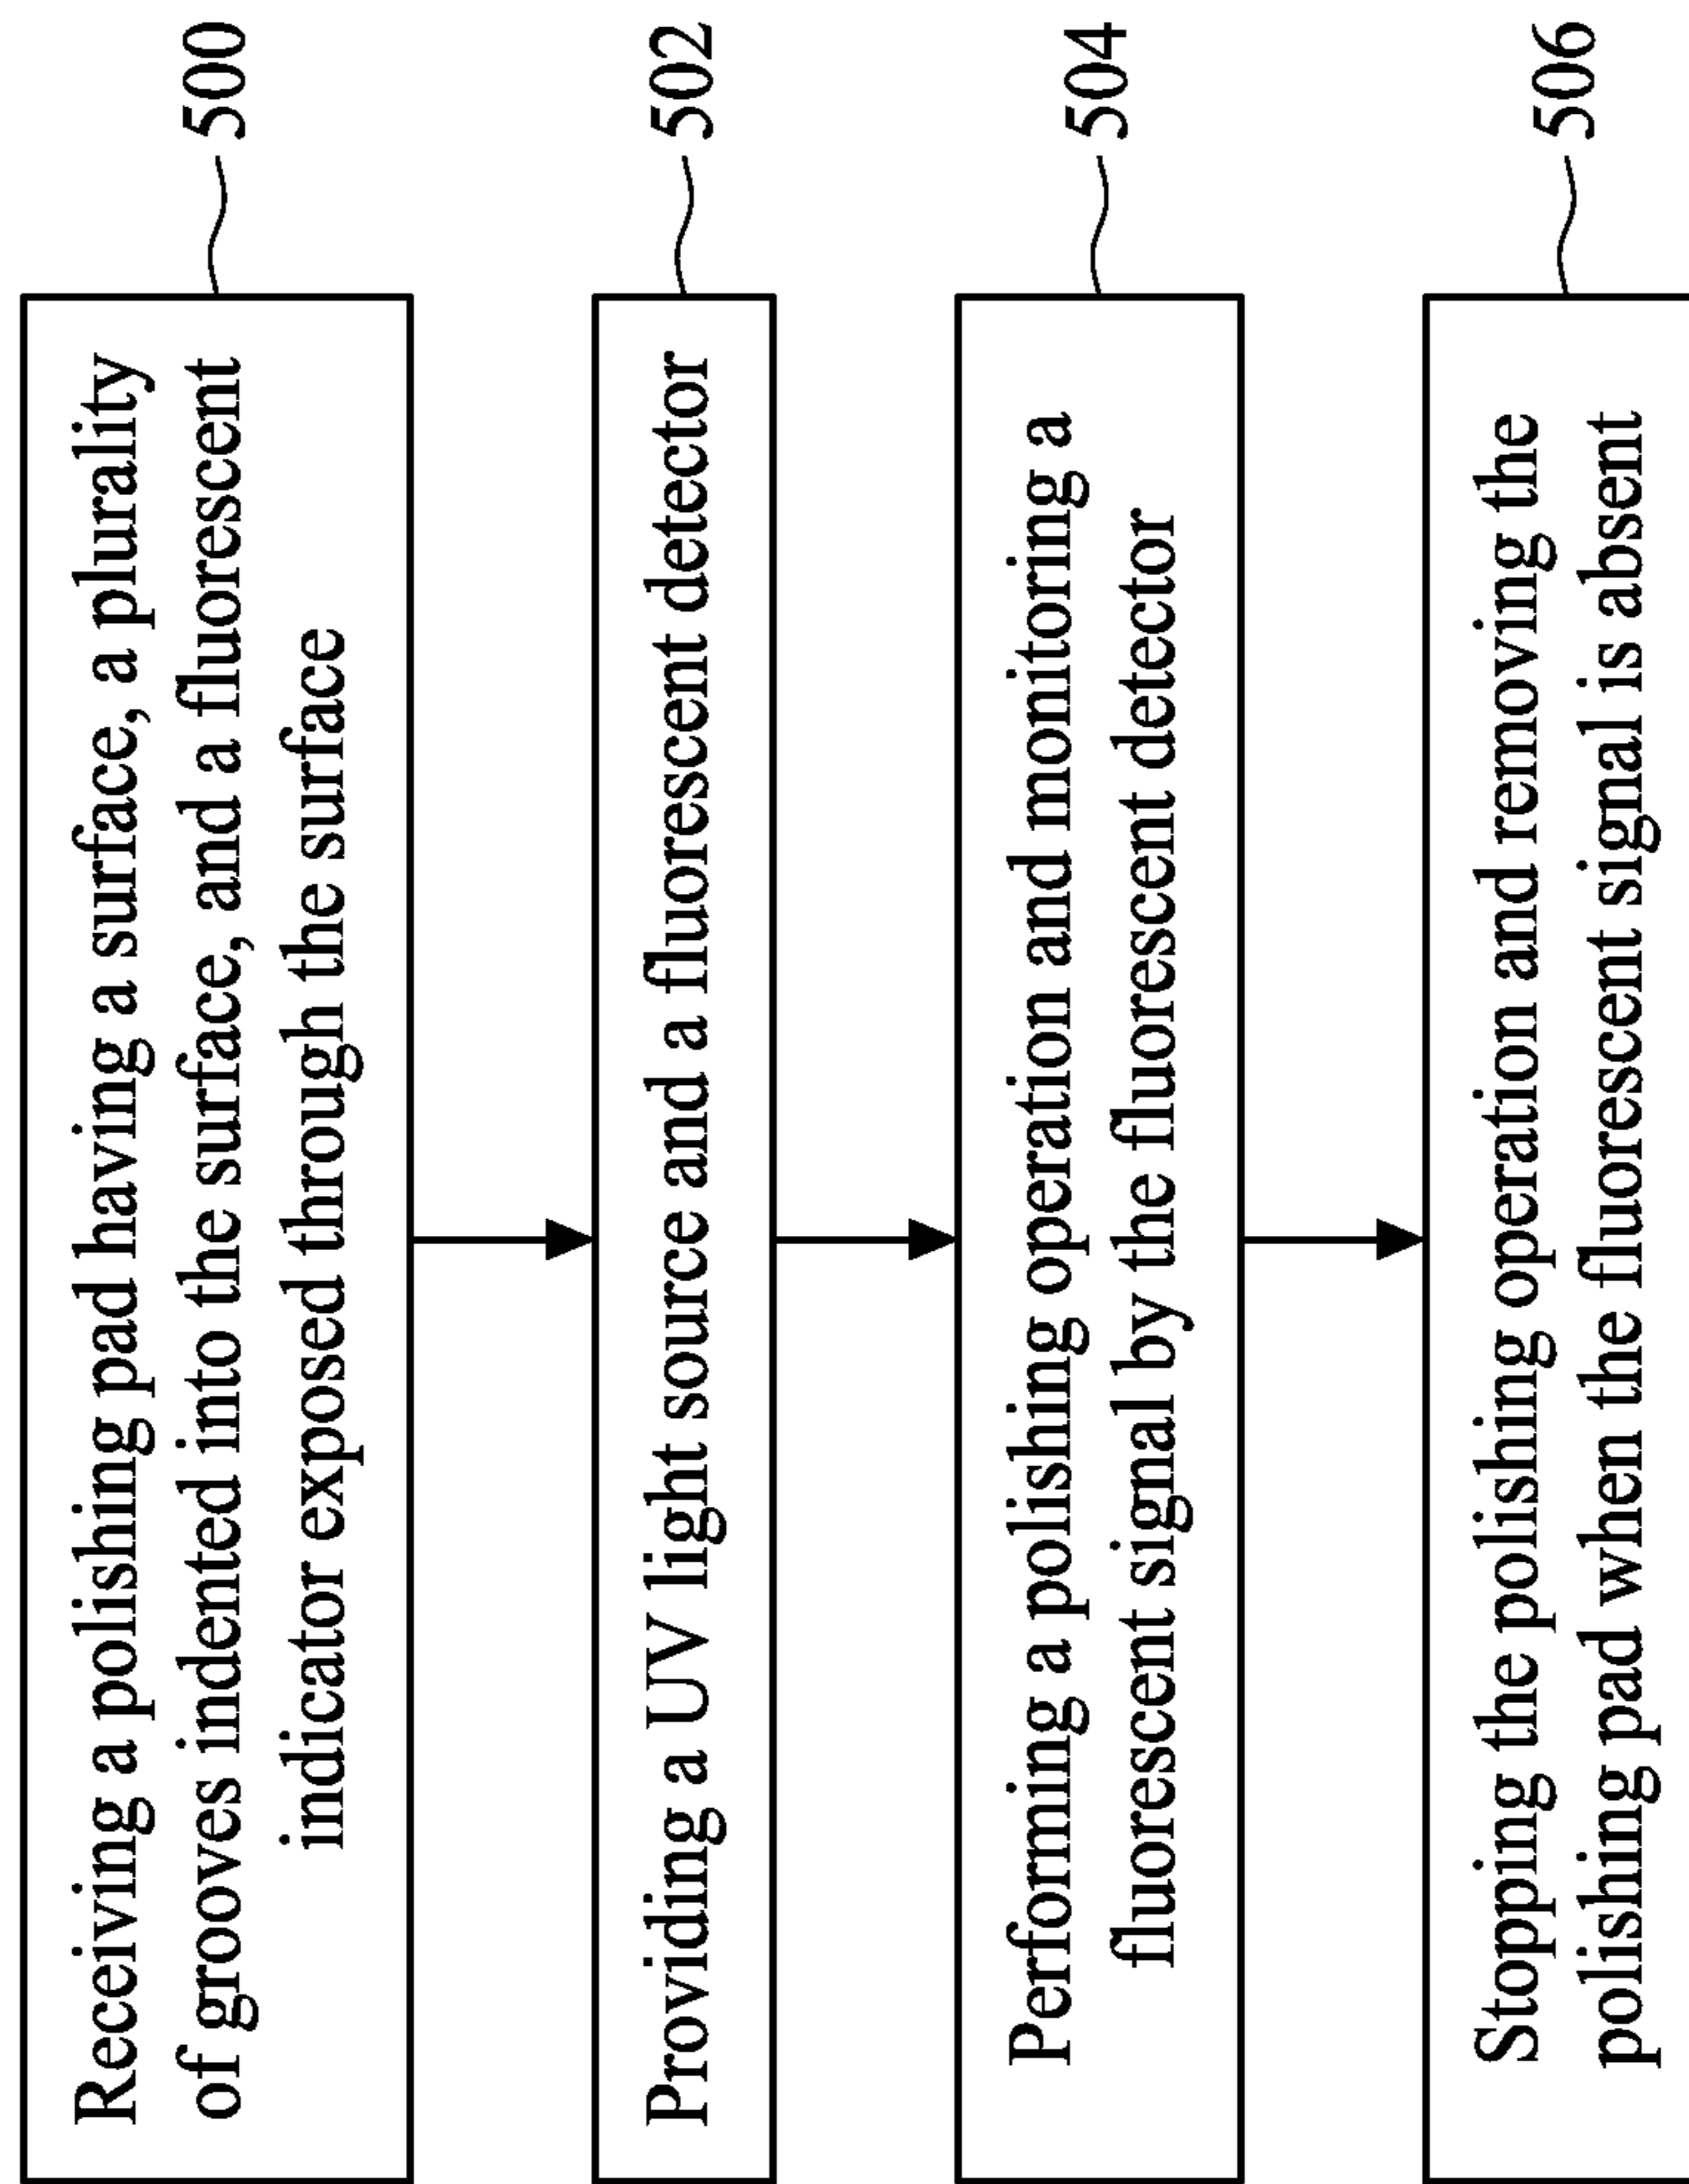 Receiving a polishing pad having a surface, a plurality
of grooves indented into the surface, and a fluorescent
indicator exposed through the surface
500
Providing a UV light source and a fluorescent detector
502
Performing a polishing operation and monitoring a
fluorescent signal by the fluorescent detector
504
Stopping the polishing operation and removing the
polishing pad when the fluorescent signal is absent
506